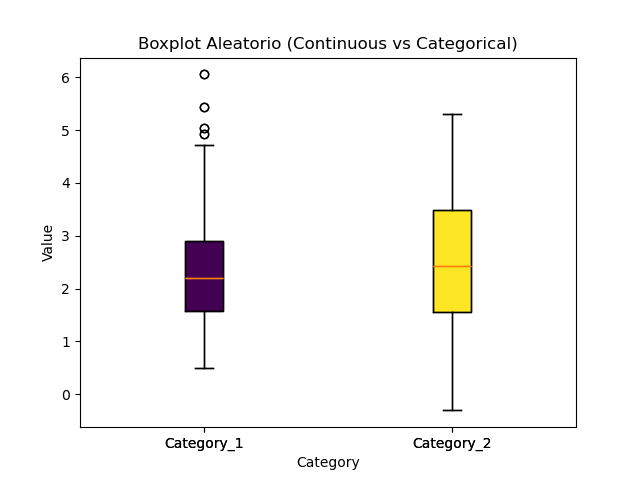 Boxplot Aleatorio (Continuous vs Categorical)
6
5
4
3
2
1
0
Value
Category_1
Category_2
Category